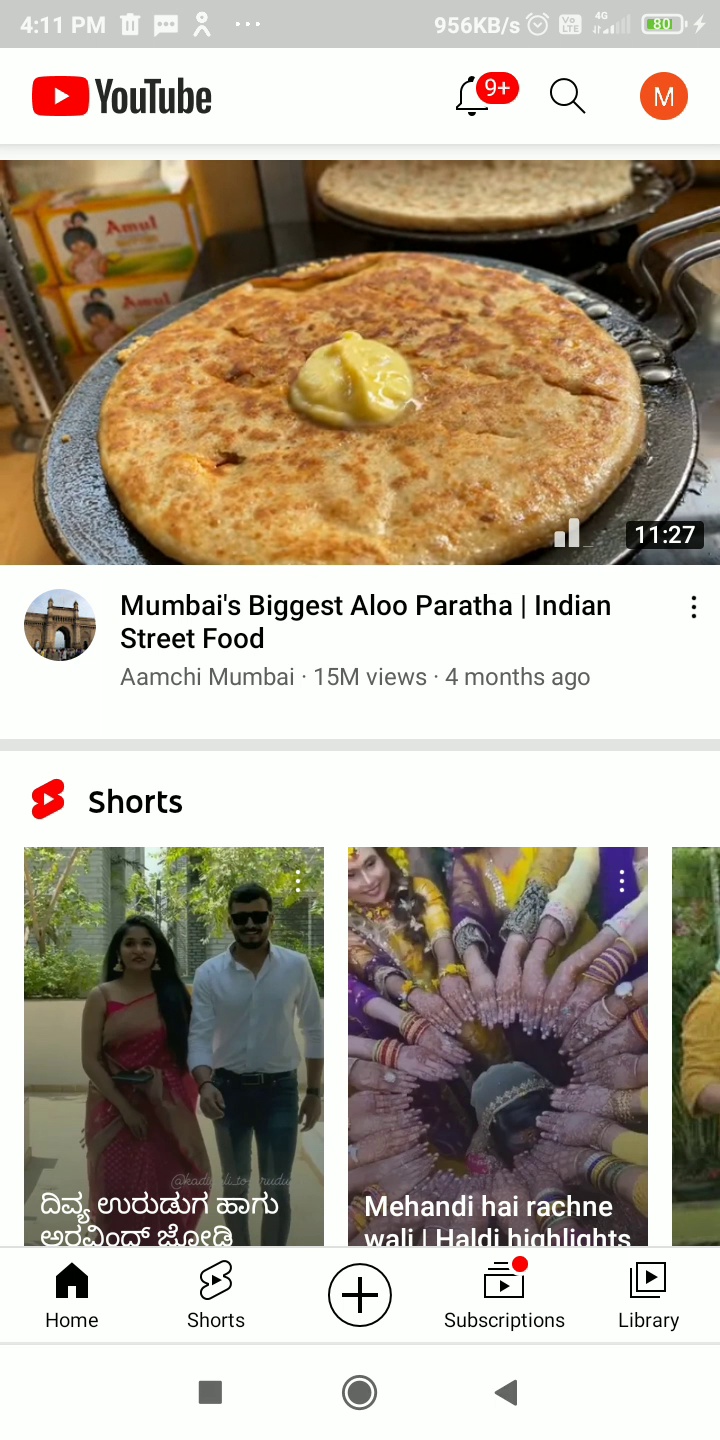 4:11 PM 956KB/s Vo LTE 4G 80
YouTube 9+ M
Amul
Amul
11:27
Mumbai's Biggest Aloo Paratha | Indian
Street Food
Aamchi Mumbai · 15M views · 4 months ago
Shorts
ದಿವ್ಯ ಉರುಡುಗ ಹಾಗು
ಅರವಿಂದ್ ಜೋಡಿ
Mehandi hai rachne
wali | Haldi highlights
Home Shorts Subscriptions Library